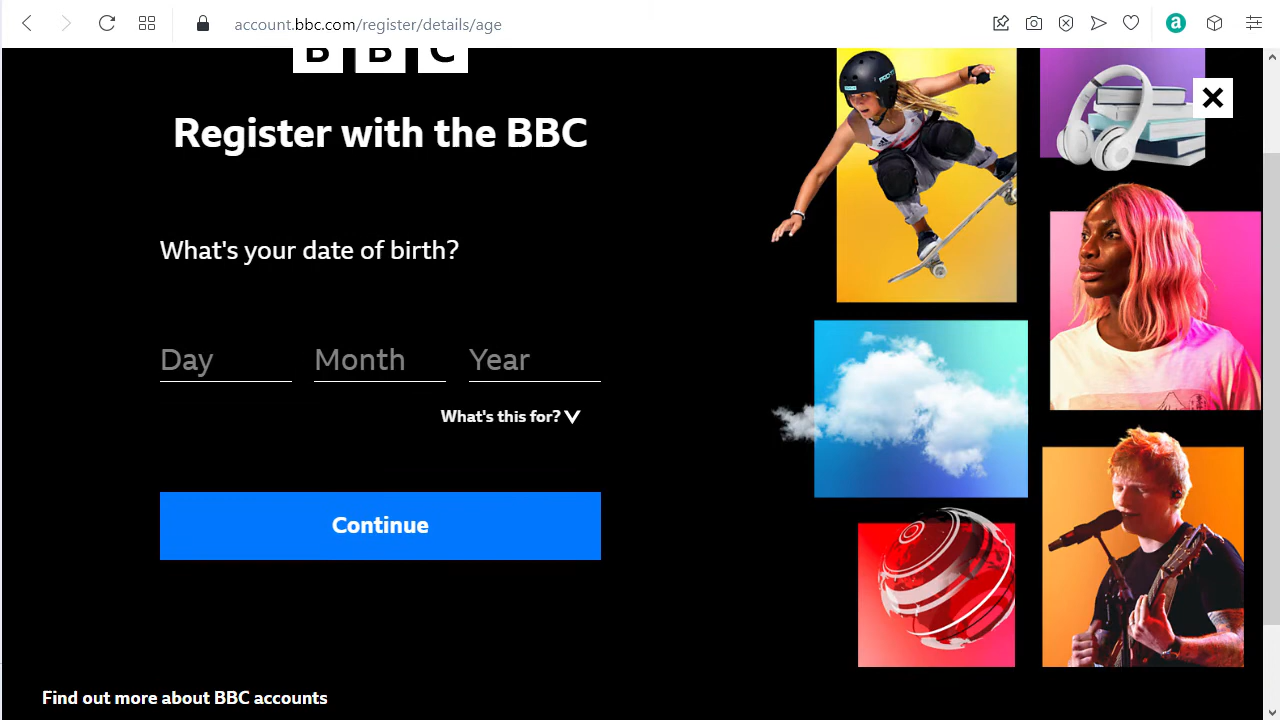 account.bbc.com/register/details/age
BBC
Register with the BBC
What's your date of birth?
Day Month Year
What's this for?
Continue
Find out more about BBC accounts